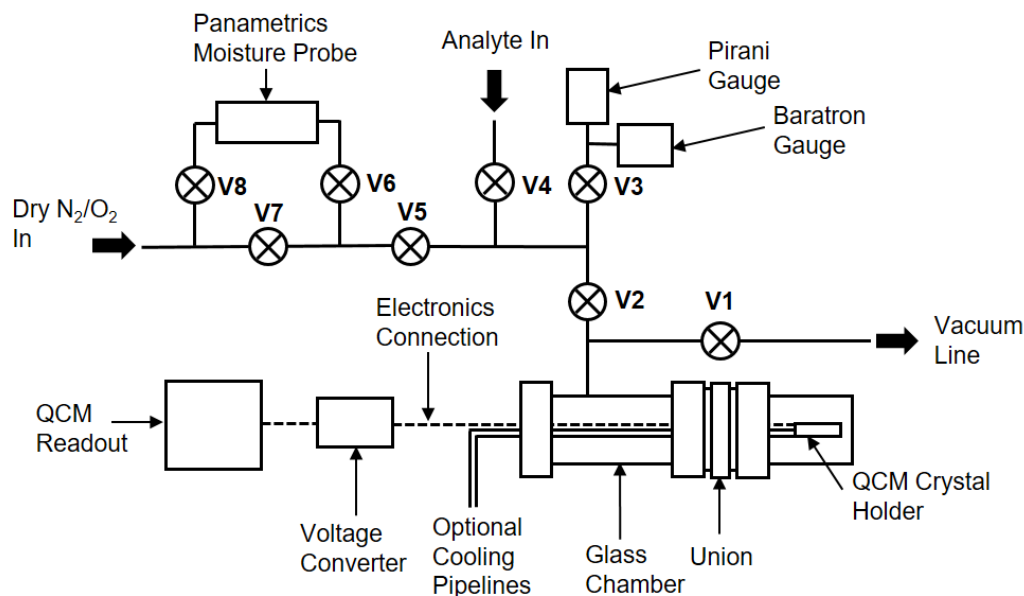 Panametrics
Moisture Probe
Analyte In
Pirani
Gauge
Baratron
Gauge
V8
V6
V4
V3
Dry N₂/O₂
In
V7
V5
V2
V1
Electronics
Connection
Vacuum
Line
QCM
Readout
Voltage
Converter
Optional
Cooling
Pipelines
Glass
Chamber
Union
QCM Crystal
Holder